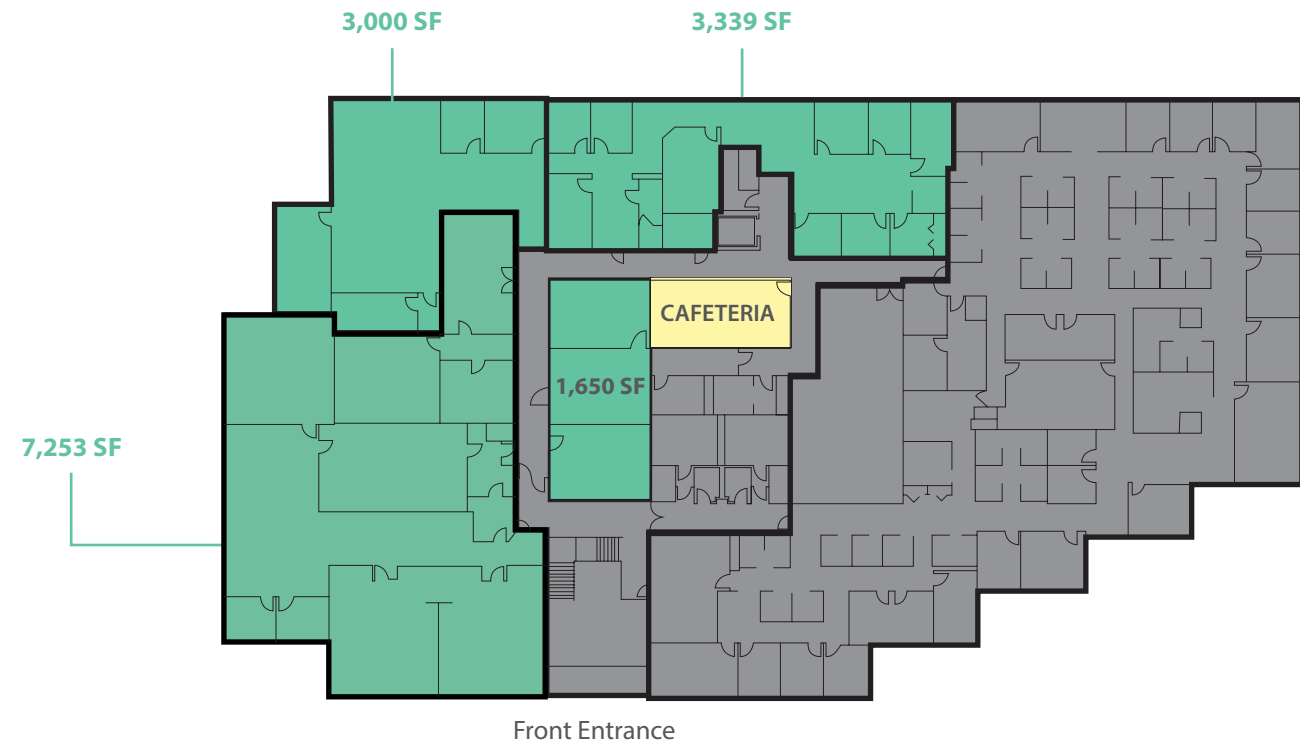 3,000 SF
3,339 SF
CAFETERIA
1,650 SF
7,253 SF
Front Entrance